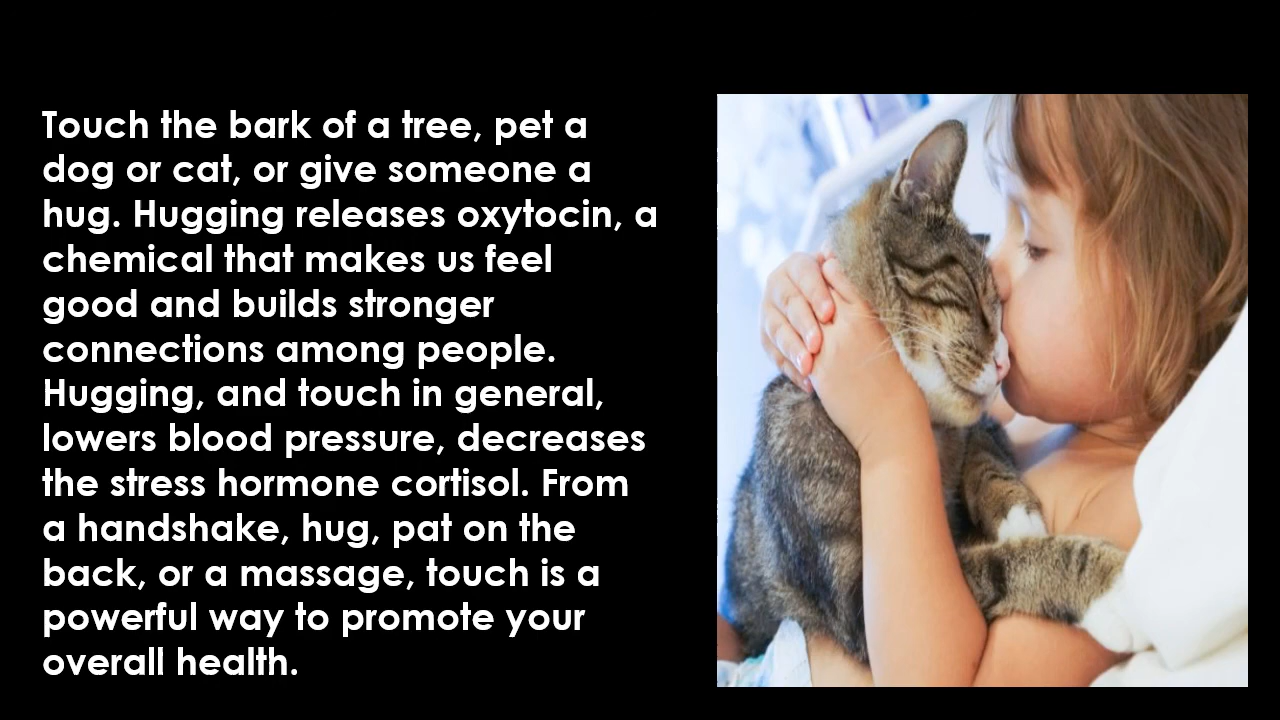 Touch the bark of a tree, pet a
dog or cat, or give someone a
hug. Hugging releases oxytocin, a
chemical that makes us feel
good and builds stronger
connections among people.
Hugging, and touch in general,
lowers blood pressure, decreases
the stress hormone cortisol. From
a handshake, hug, pat on the
back, or a massage, touch is a
powerful way to promote your
overall health.